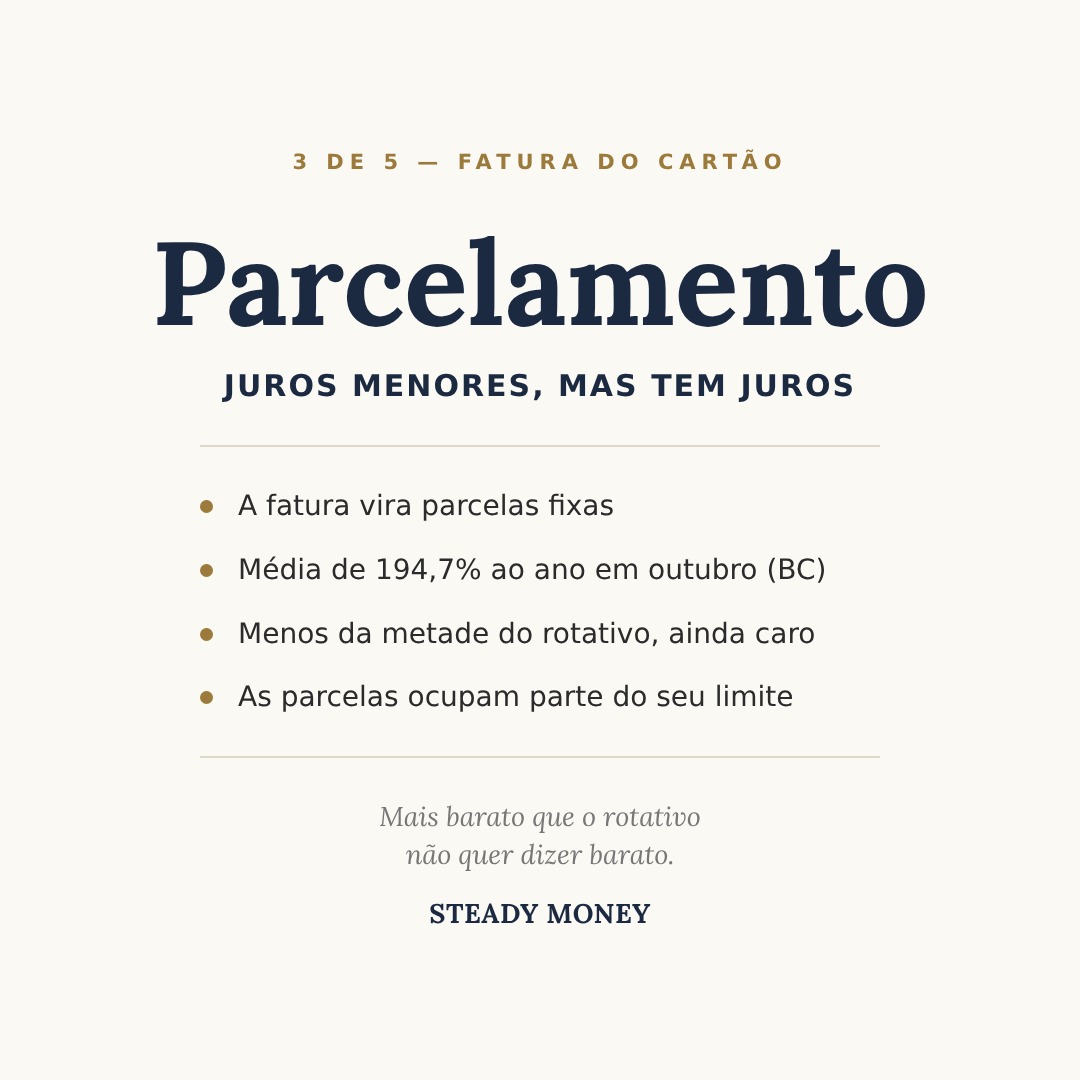 3 DE 5 — FATURA DO CARTÃO
Parcelamento
JUROS MENORES, MAS TEM JUROS
A fatura vira parcelas fixas
Média de 194,7% ao ano em outubro (BC)
Menos da metade do rotativo, ainda caro
As parcelas ocupam parte do seu limite
Mais barato que o rotativo
não quer dizer barato.
STEADY MONEY